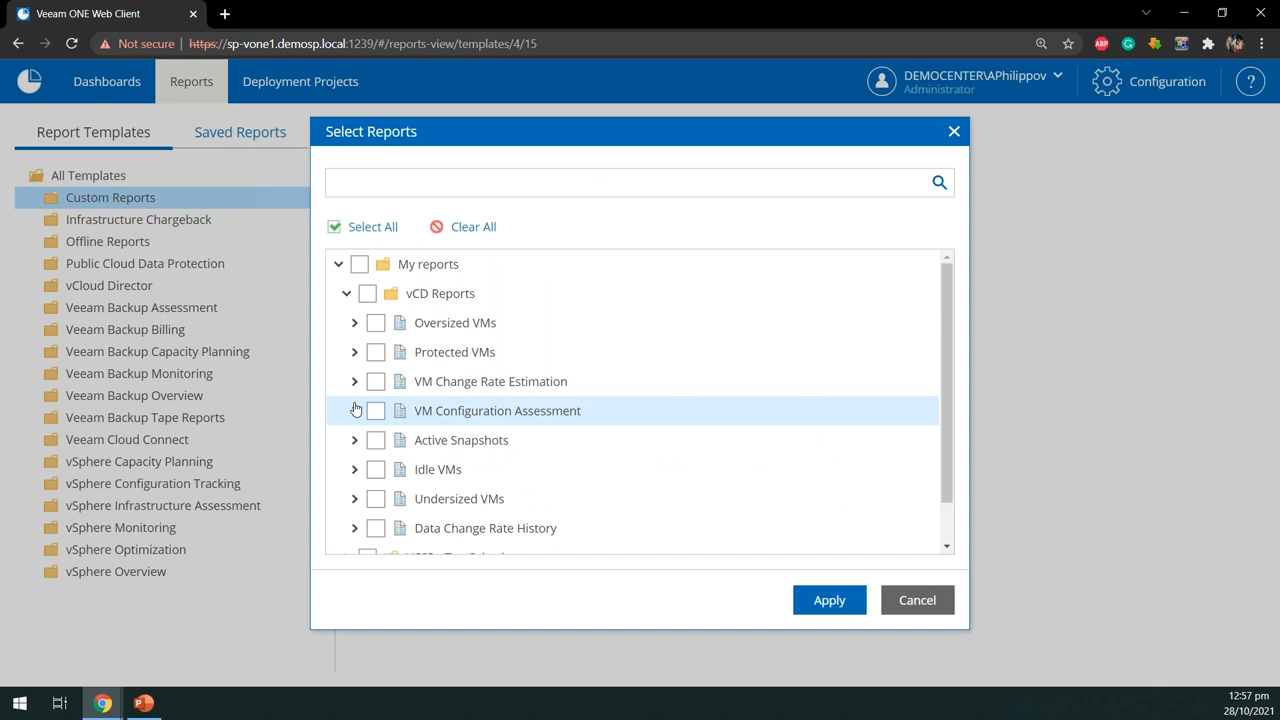 Veeam ONE Web Client
Not secure
https://sp-vone1.demosp.local:1239/#/reports-view/templates/4/15
ABP
Dashboards
Reports
Deployment Projects
DEMOCENTER\APhilippov
Administrator
Configuration
?
Report Templates
Saved Reports
All Templates
Custom Reports
Infrastructure Chargeback
Offline Reports
Public Cloud Data Protection
vCloud Director
Veeam Backup Assessment
Veeam Backup Billing
Veeam Backup Capacity Planning
Veeam Backup Monitoring
Veeam Backup Overview
Veeam Backup Tape Reports
Veeam Cloud Connect
vSphere Capacity Planning
vSphere Configuration Tracking
vSphere Infrastructure Assessment
vSphere Monitoring
vSphere Optimization
vSphere Overview
Select Reports
Select All
Clear All
My reports
vCD Reports
Oversized VMs
Protected VMs
VM Change Rate Estimation
VM Configuration Assessment
Active Snapshots
Idle VMs
Undersized VMs
Data Change Rate History
Apply
Cancel
12:57 pm
28/10/2021